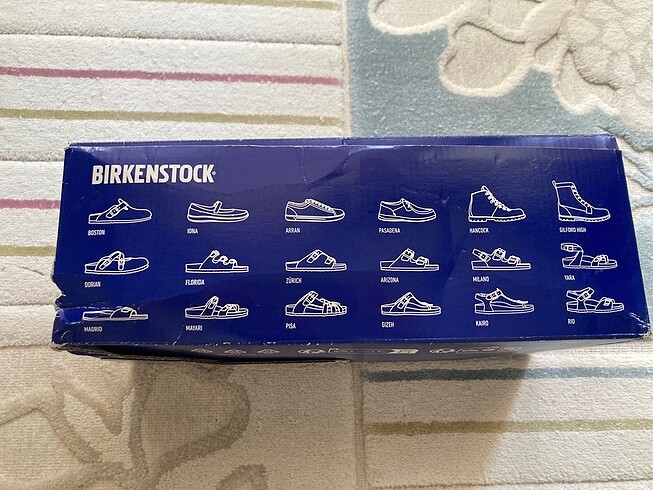 BIRKENSTOCK
BOSTON IONA ARRAN PASADENA HANCOCK GILFORD HIGH
DORIAN FLORIDA ZÜRICH ARIZONA MILANO YARA
MADRID MAYARI PISA GIZEH KAIRO RIO